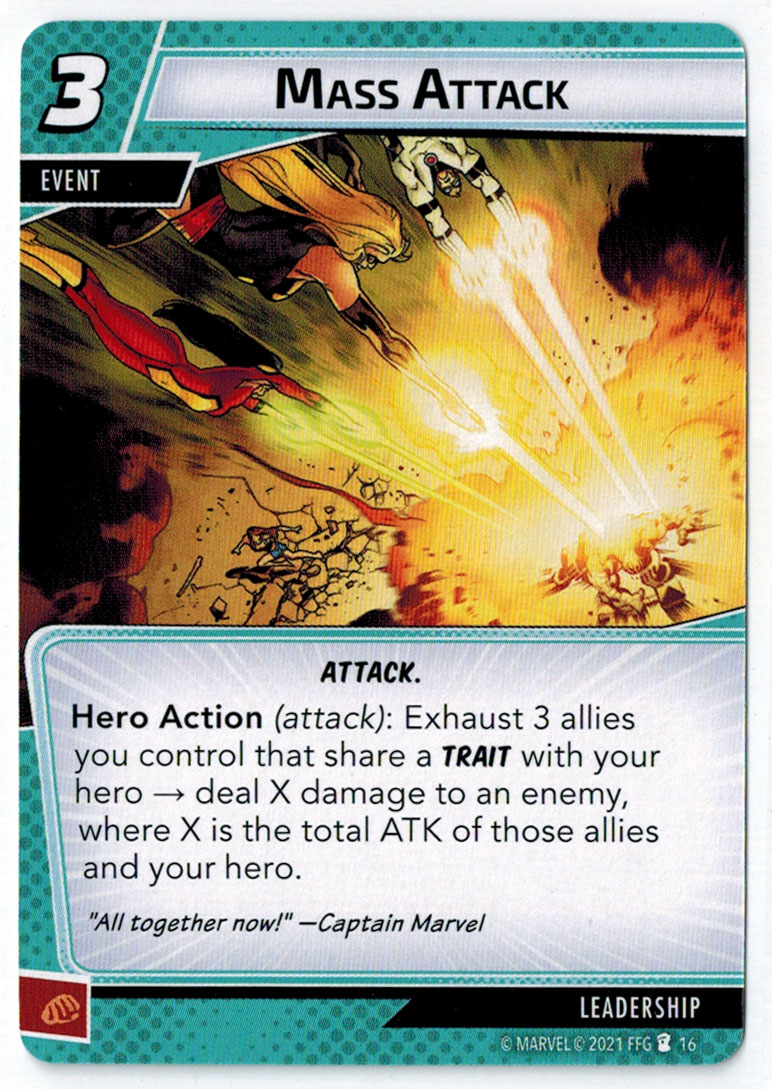 3
MASS ATTACK
EVENT
ATTACK.
Hero Action (attack): Exhaust 3 allies
you control that share a TRAIT with your
hero → deal X damage to an enemy,
where X is the total ATK of those allies
and your hero.
"All together now!" —Captain Marvel
LEADERSHIP
© MARVEL © 2021 FFG 16